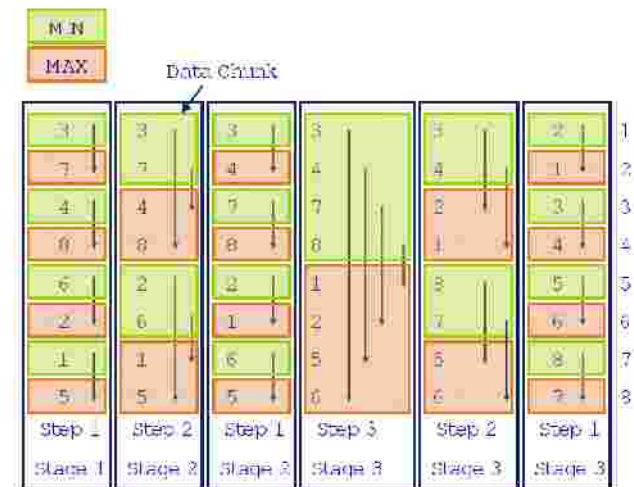 MIN
MAX
Data Chunk
3 3 3 3 3 2 1
7 7 4 4 4 1 2
4 4 7 7 2 3 3
8 8 8 8 1 4 4
6 2 2 1 8 5 5
2 6 1 2 7 6 6
1 1 6 5 5 8 7
5 5 5 6 6 7 8
Step 1 Step 2 Step 1 Step 3 Step 2 Step 1
Stage 1 Stage 2 Stage 2 Stage 3 Stage 3 Stage 3